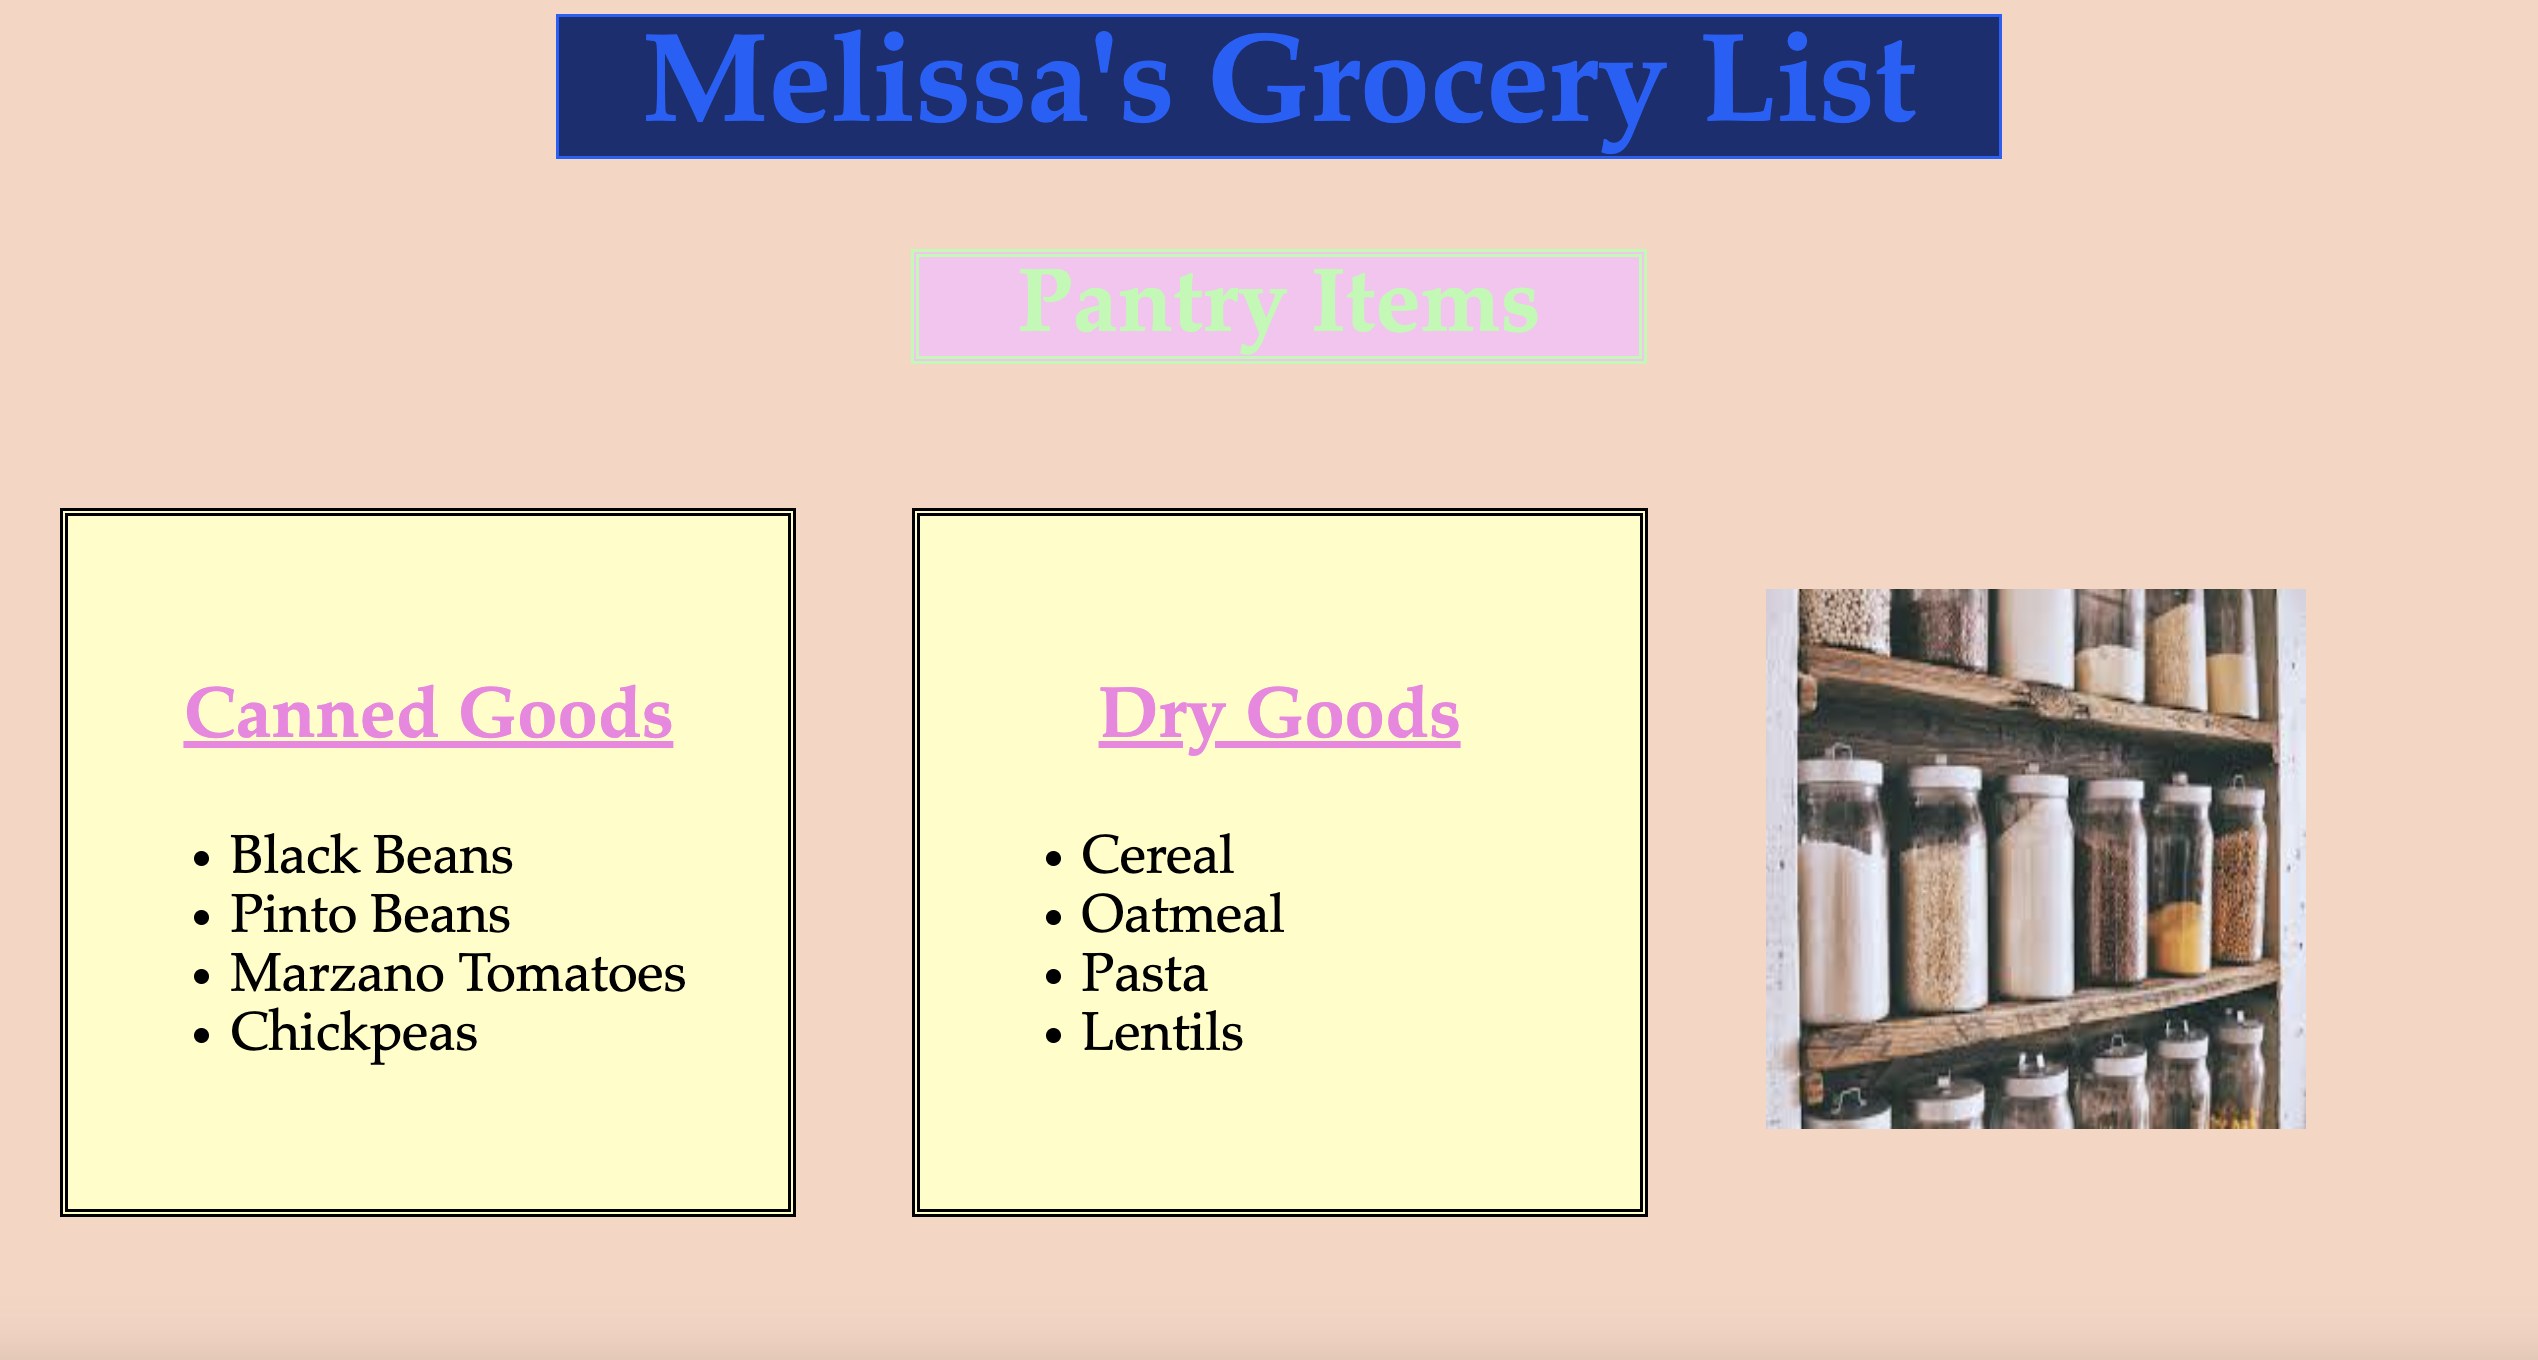 Melissa's Grocery List
Pantry Items
Canned Goods
Black Beans
Pinto Beans
Marzano Tomatoes
Chickpeas
Dry Goods
Cereal
Oatmeal
Pasta
Lentils